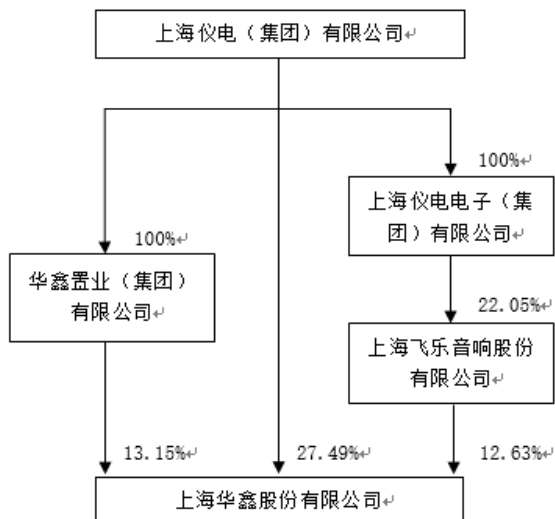 上海仪电（集团）有限公司↵
100%↵
上海仪电电子（集
团）有限公司↵
100%↵
华鑫置业（集团）
有限公司↵
22.05%↵
上海飞乐音响股份
有限公司↵
13.15%↵
27.49%↵
12.63%↵
上海华鑫股份有限公司↵